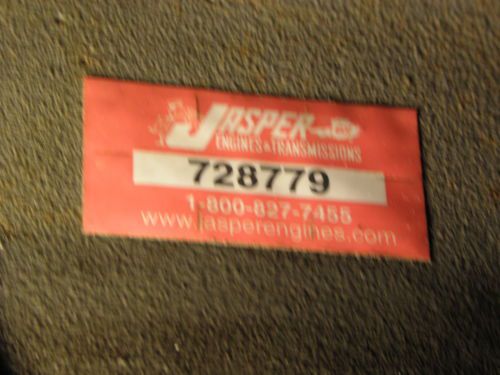 JASPER
ENGINES & TRANSMISSIONS
728779
1-800-827-7455
www.jasperengines.com